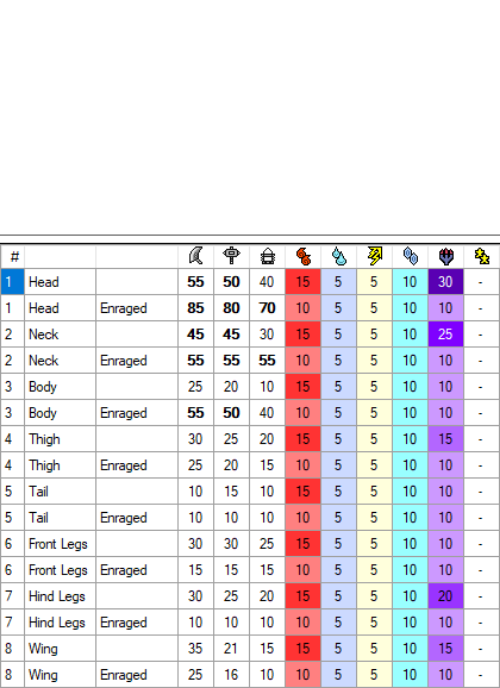 #
1 Head 55 50 40 15 5 5 10 30 -
1 Head Enraged 85 80 70 10 5 5 10 10 -
2 Neck 45 45 30 15 5 5 10 25 -
2 Neck Enraged 55 55 55 10 5 5 10 10 -
3 Body 25 20 10 15 5 5 10 10 -
3 Body Enraged 55 50 40 10 5 5 10 10 -
4 Thigh 30 25 20 15 5 5 10 15 -
4 Thigh Enraged 25 20 15 10 5 5 10 10 -
5 Tail 10 15 10 15 5 5 10 10 -
5 Tail Enraged 10 10 10 10 5 5 10 10 -
6 Front Legs 30 30 25 15 5 5 10 10 -
6 Front Legs Enraged 15 15 15 10 5 5 10 10 -
7 Hind Legs 30 25 20 15 5 5 10 20 -
7 Hind Legs Enraged 10 10 10 10 5 5 10 10 -
8 Wing 35 21 15 15 5 5 10 15 -
8 Wing Enraged 25 16 10 10 5 5 10 10 -